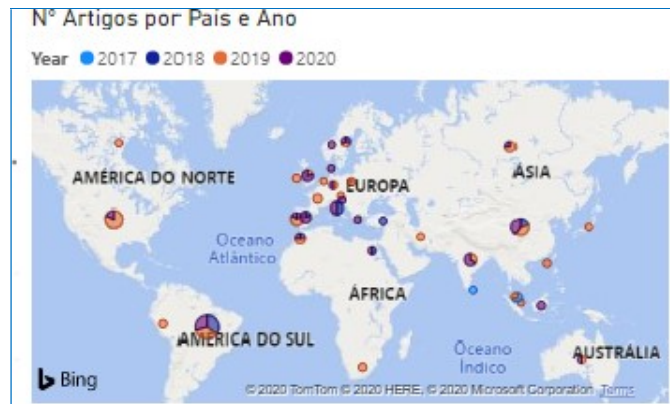 Nº Artigos por País e Ano
Year 2017 2018 2019 2020
AMÉRICA DO NORTE
EUROPA
ÁSIA
Oceano
Atlântico
ÁFRICA
AMÉRICA DO SUL
Oceano
Índico
AUSTRÁLIA
Bing
© 2020 TomTom © 2020 HERE, © 2020 Microsoft Corporation Terms